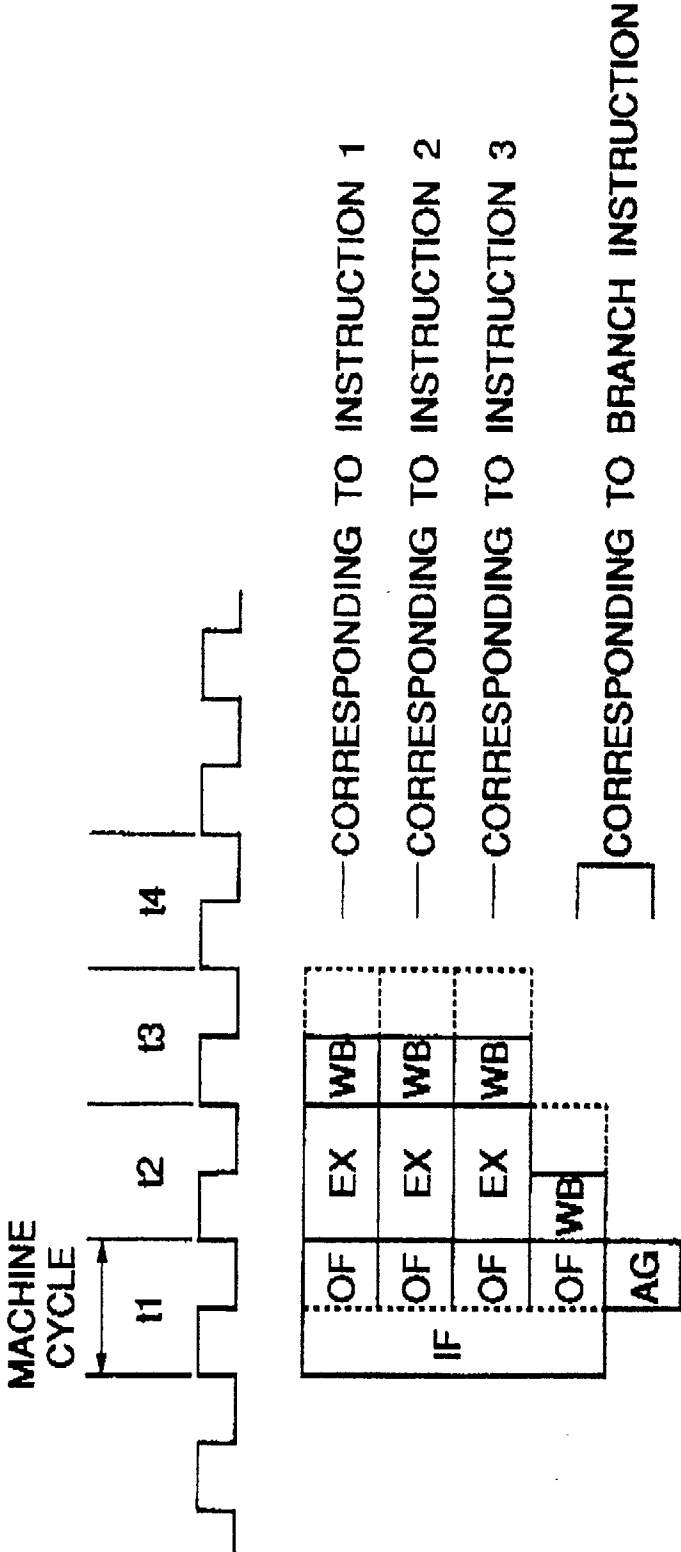 MACHINE
CYCLE
t1
t2
t3
t4
IF
OF
EX
WB
CORRESPONDING TO INSTRUCTION 1
OF
EX
WB
CORRESPONDING TO INSTRUCTION 2
OF
EX
WB
CORRESPONDING TO INSTRUCTION 3
OF
WB
AG
CORRESPONDING TO BRANCH INSTRUCTION